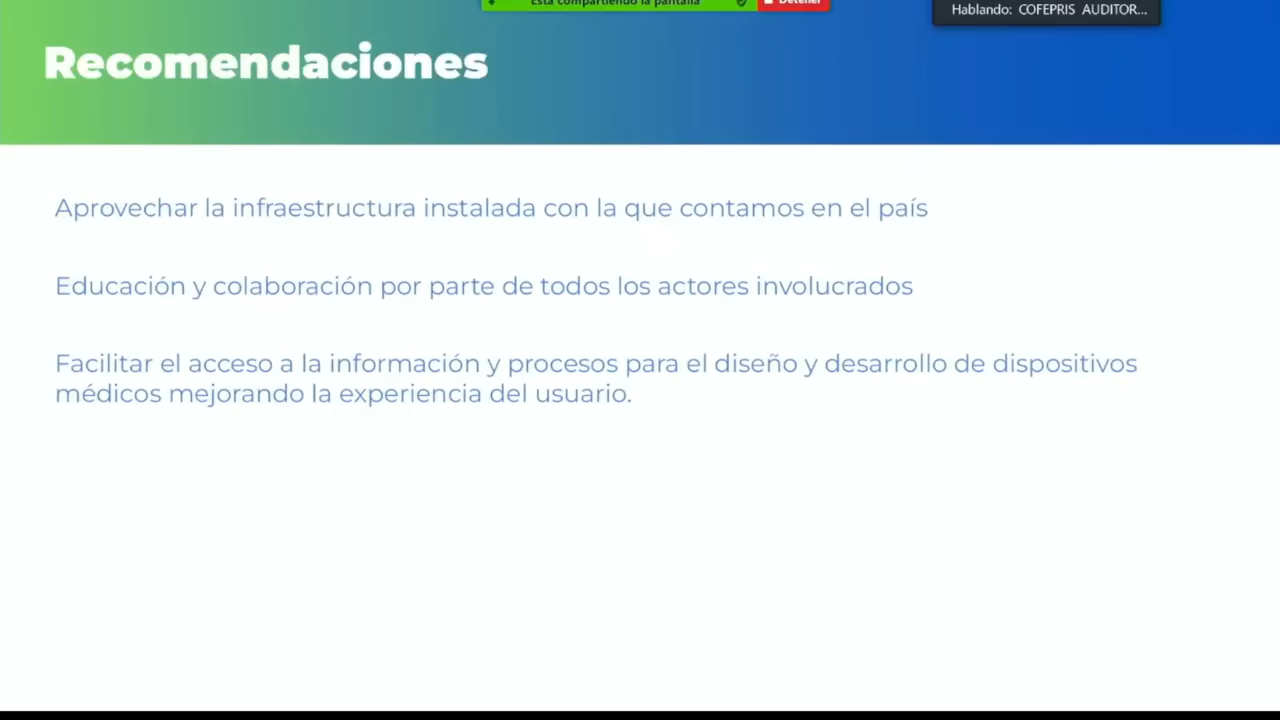 Está compartiendo la pantalla
Detener
Hablando: COFEPRIS AUDITOR...
Recomendaciones
Aprovechar la infraestructura instalada con la que contamos en el país
Educación y colaboración por parte de todos los actores involucrados
Facilitar el acceso a la información y procesos para el diseño y desarrollo de dispositivos
médicos mejorando la experiencia del usuario.